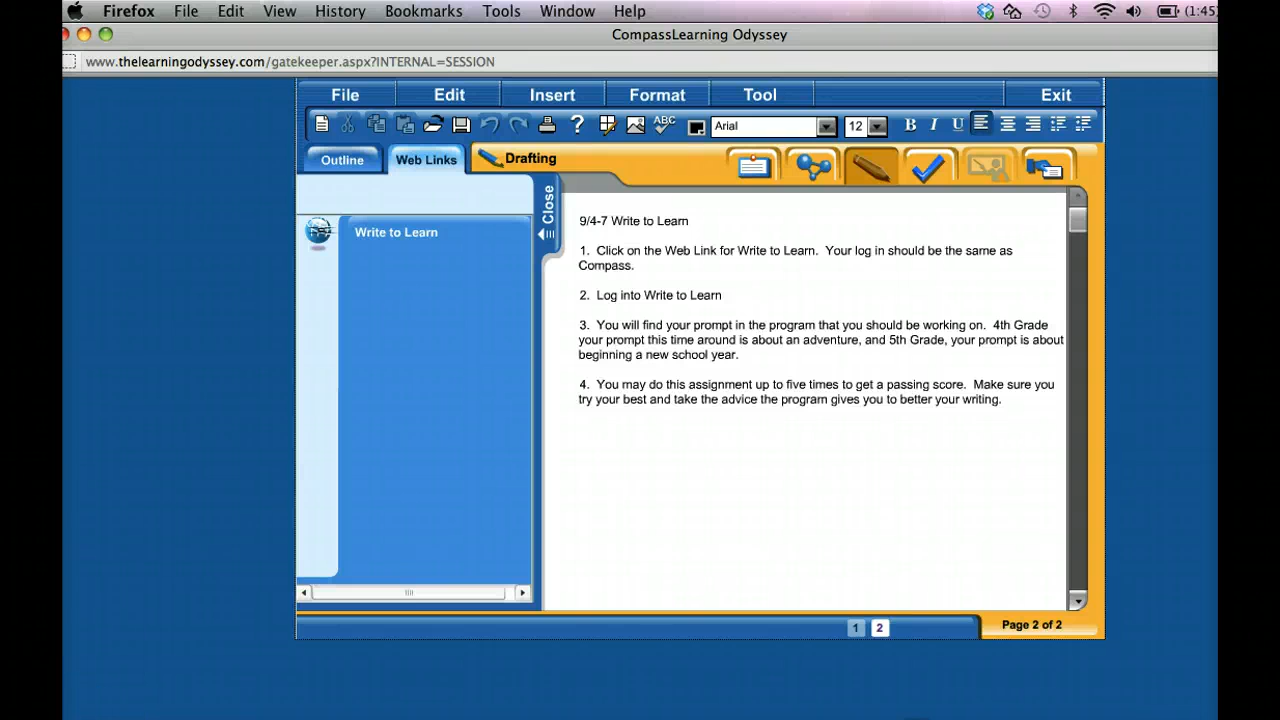 Firefox File Edit View History Bookmarks Tools Window Help (1:45
CompassLearning Odyssey
www.thelearningodyssey.com/gatekeeper.aspx?INTERNAL=SESSION
File Edit Insert Format Tool Exit
ABC Arial 12 B I U
Outline Web Links Drafting
Close
Write to Learn
9/4-7 Write to Learn
1. Click on the Web Link for Write to Learn. Your log in should be the same as
Compass.
2. Log into Write to Learn
3. You will find your prompt in the program that you should be working on. 4th Grade
your prompt this time around is about an adventure, and 5th Grade, your prompt is about
beginning a new school year.
4. You may do this assignment up to five times to get a passing score. Make sure you
try your best and take the advice the program gives you to better your writing.
1 2 Page 2 of 2